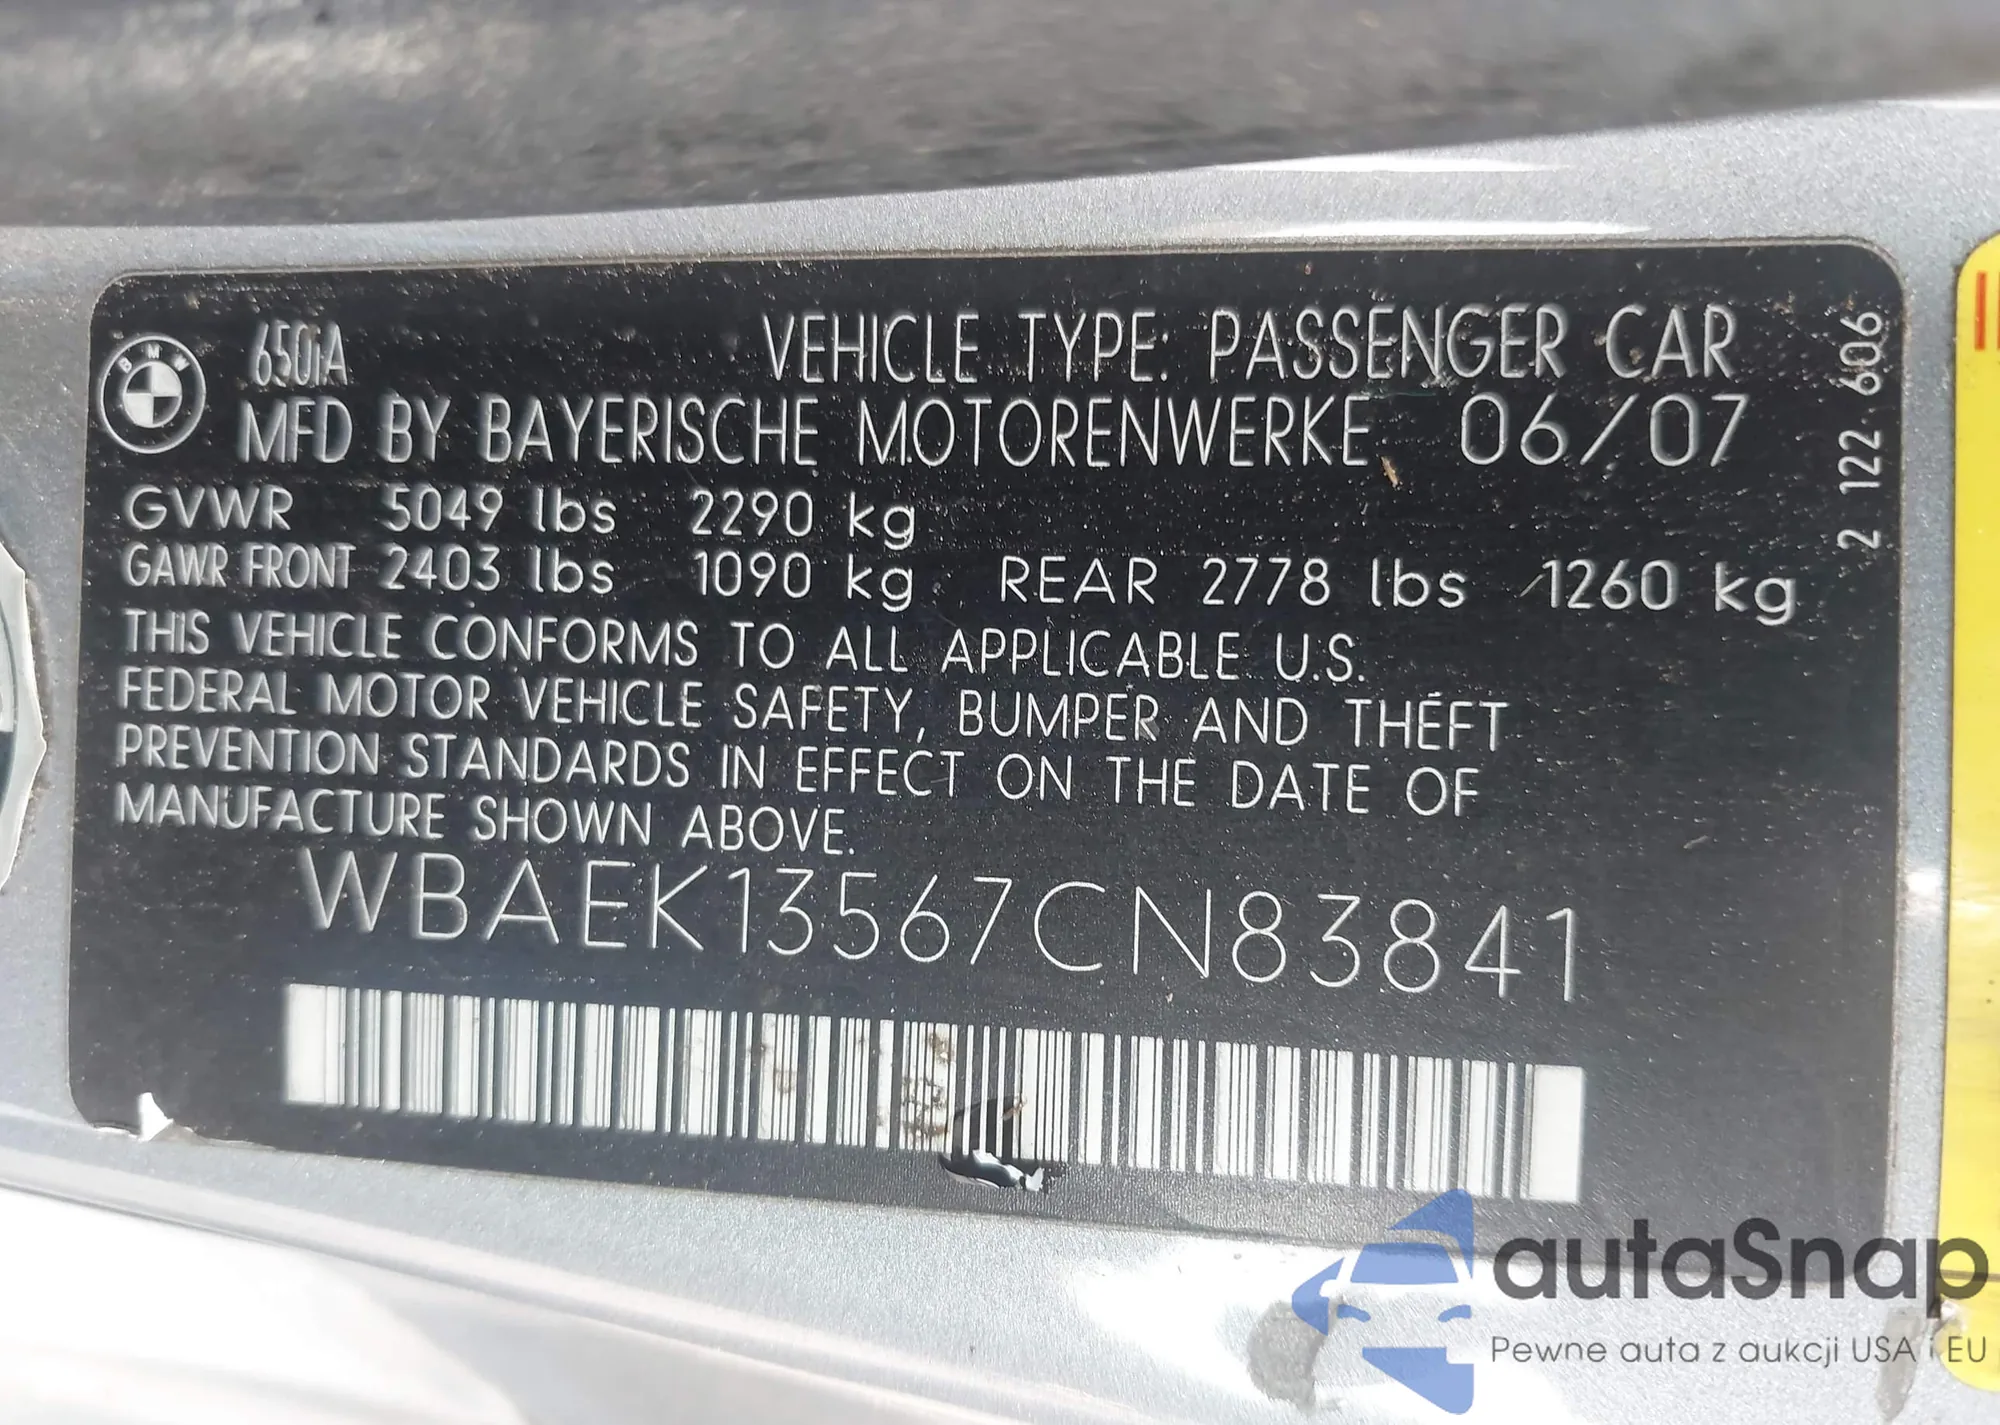 650iA VEHICLE TYPE: PASSENGER CAR
BMW
MFD BY BAYERISCHE MOTORENWERKE 06/07
GVWR 5049 lbs 2290 kg
GAWR FRONT 2403 lbs 1090 kg REAR 2778 lbs 1260 kg
THIS VEHICLE CONFORMS TO ALL APPLICABLE U.S.
FEDERAL MOTOR VEHICLE SAFETY, BUMPER AND THEFT
PREVENTION STANDARDS IN EFFECT ON THE DATE OF
MANUFACTURE SHOWN ABOVE.
WBAEK13567CN83841
2 122 606
autaSnap
Pewne auta z aukcji USA i EU